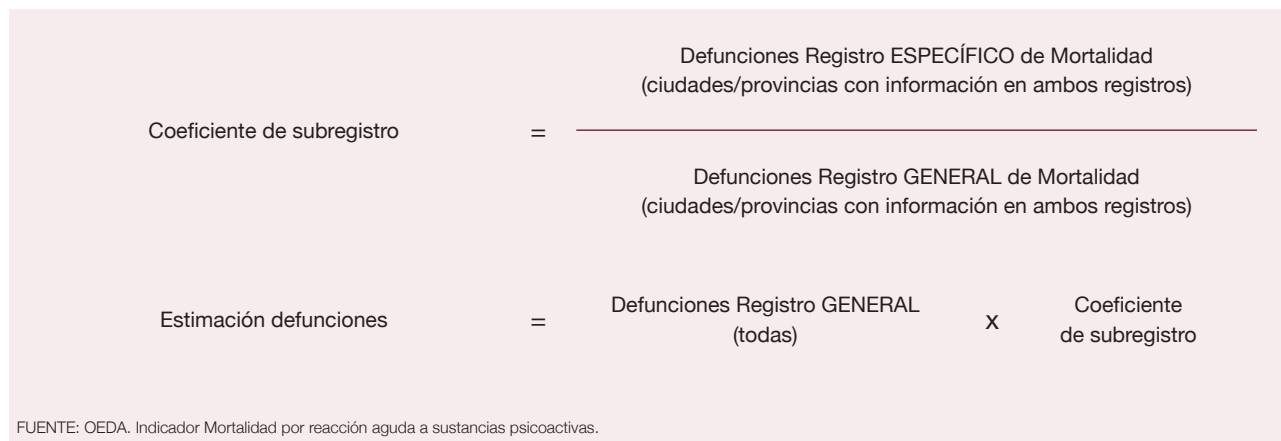 Defunciones Registro ESPECÍFICO de Mortalidad
(ciudades/provincias con información en ambos registros)
Coeficiente de subregistro =
Defunciones Registro GENERAL de Mortalidad
(ciudades/provincias con información en ambos registros)
Estimación defunciones = Defunciones Registro GENERAL (todas) x Coeficiente de subregistro
FUENTE: OEDA. Indicador Mortalidad por reacción aguda a sustancias psicoactivas.